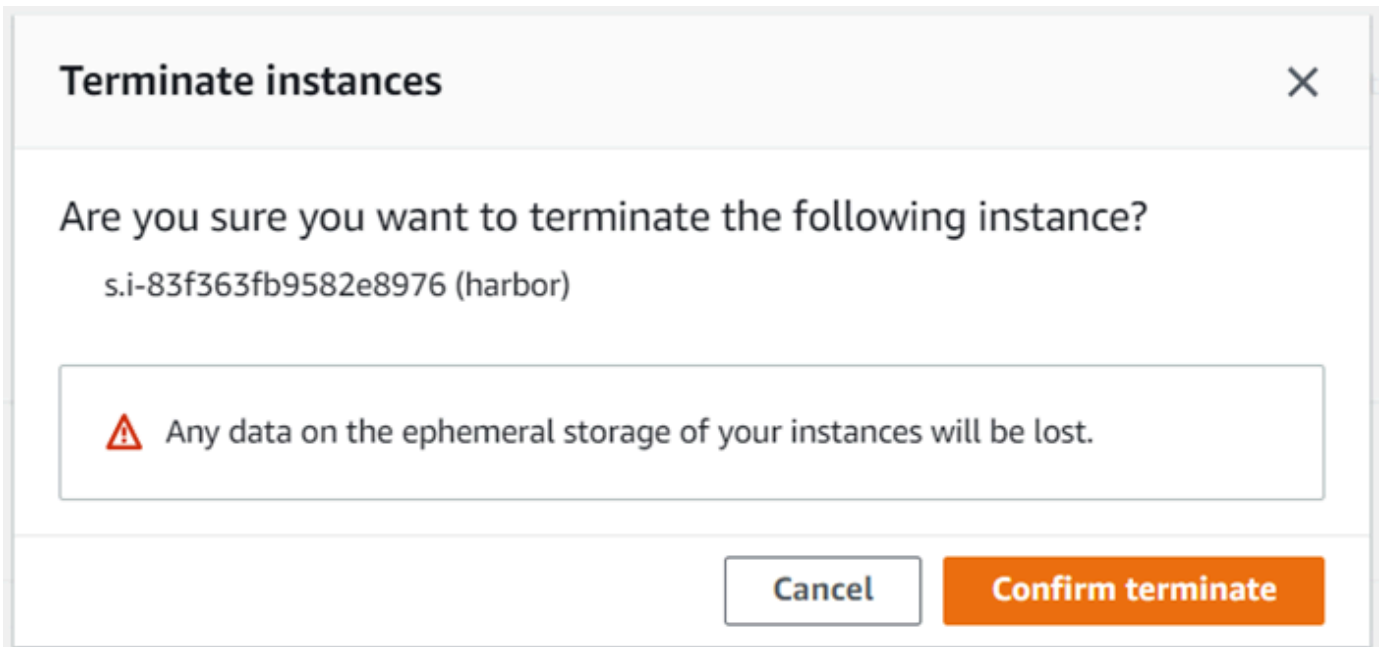 Terminate instances
Are you sure you want to terminate the following instance?
s.i-83f363fb9582e8976 (harbor)
Any data on the ephemeral storage of your instances will be lost.
Cancel
Confirm terminate